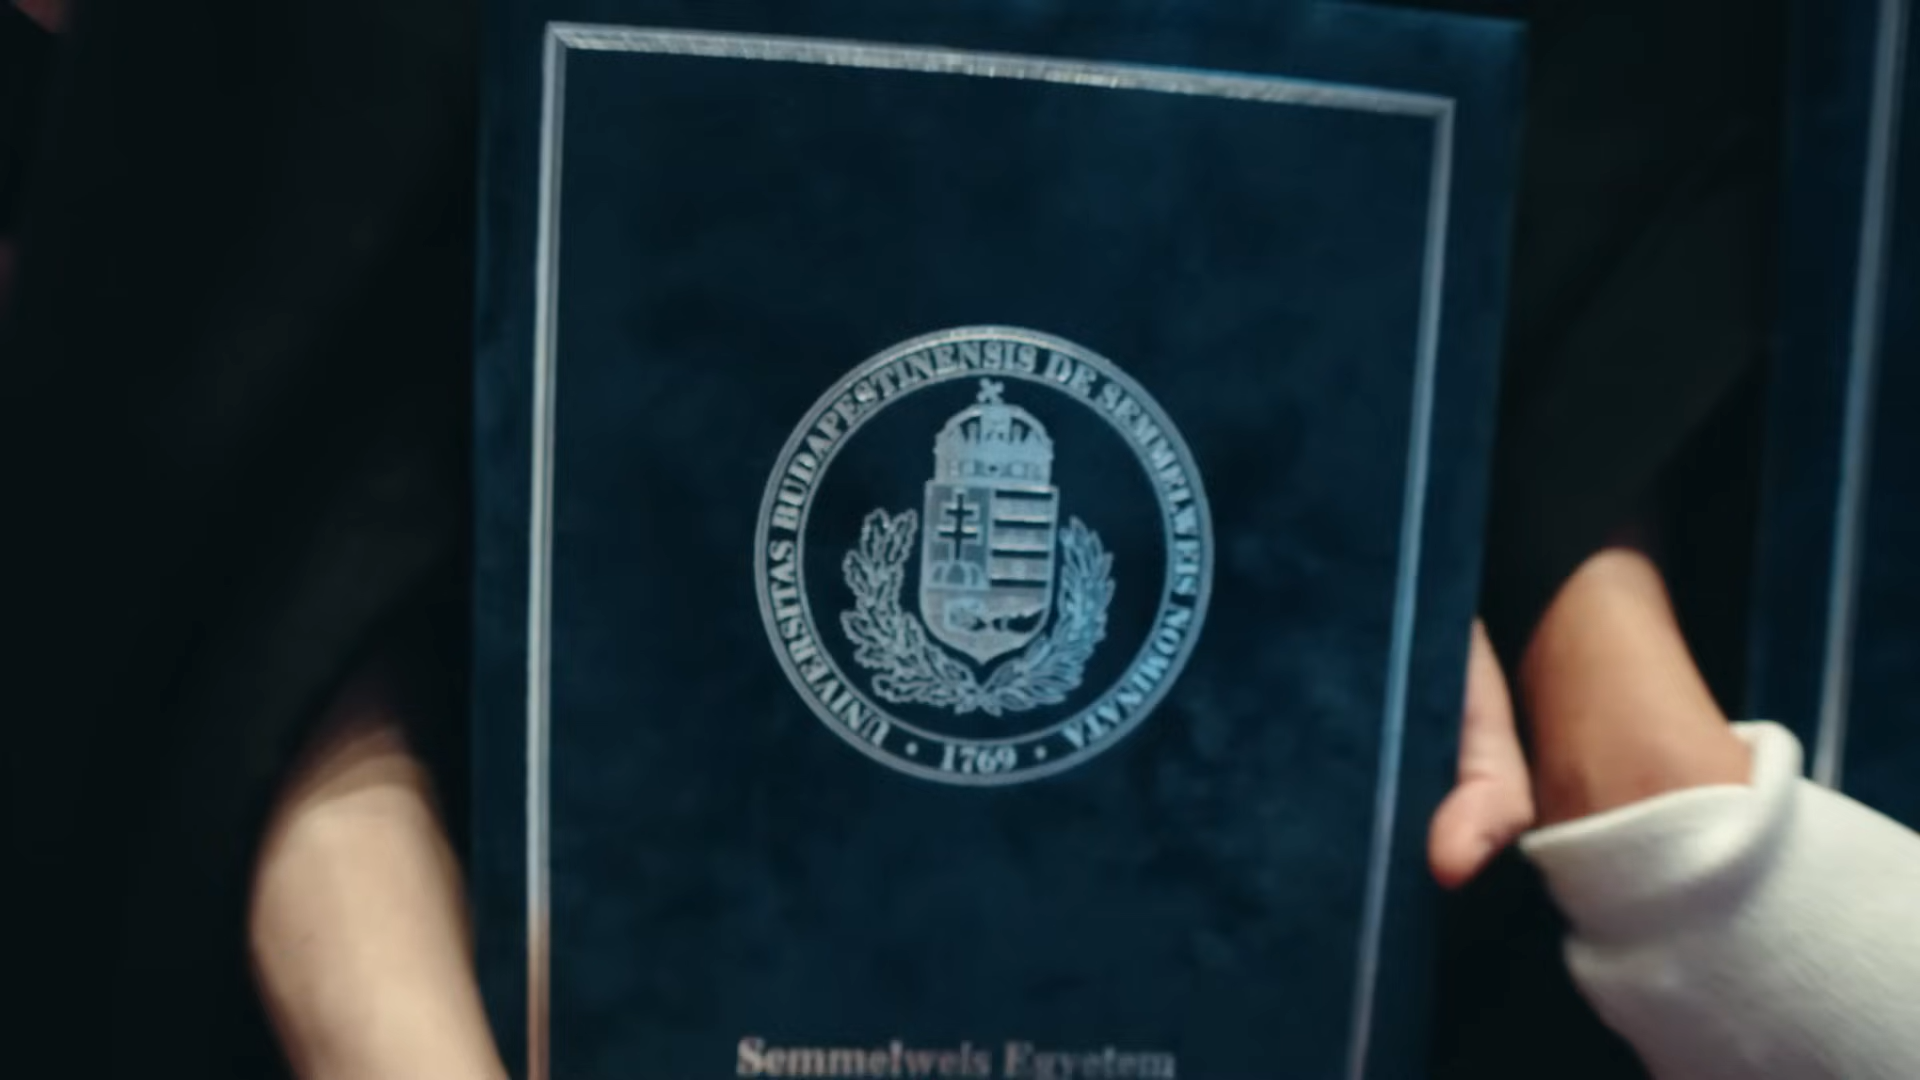 UNIVERSITAS BUDAPESTINENSIS DE SEMMELWEIS NOMINATA
• 1769 •
Semmelweis Egyetem